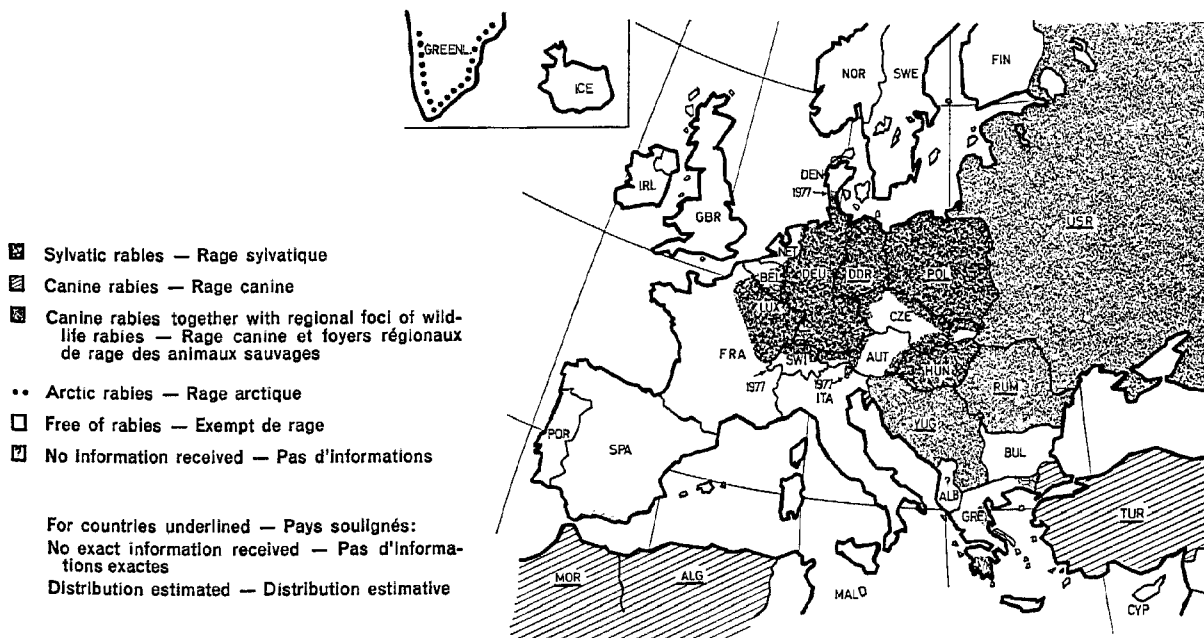 GREENL.
ICE
NOR
SWE
FIN
DEN
1977
IRL
GBR
USR
NET
BEL
DEU
DDR
POL
LUX
CZE
FRA
SWI
AUT
HUN
1977
1977
ITA
RUM
YUG
POR
SPA
BUL
?
ALB
GRE
TUR
MOR
ALG
MAL
CYP
Sylvatic rabies — Rage sylvatique
Canine rabies — Rage canine
Canine rabies together with regional foci of wild-
life rabies — Rage canine et foyers régionaux
de rage des animaux sauvages
Arctic rabies — Rage arctique
Free of rabies — Exempt de rage
? No information received — Pas d'informations
For countries underlined — Pays soulignés:
No exact information received — Pas d'informa-
tions exactes
Distribution estimated — Distribution estimative